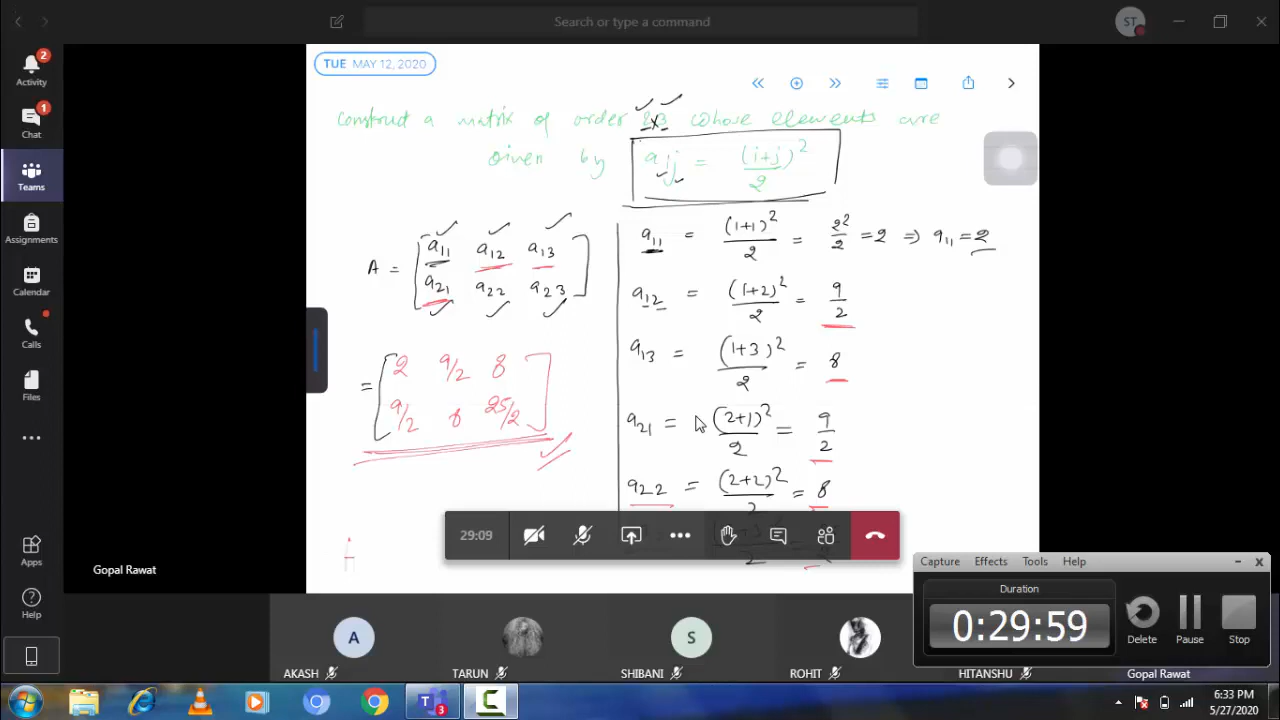 Search or type a command
ST
TUE MAY 12, 2020
Construct a matrix of order 2x3 whose elements are
given by aij = (i+j)²/2
A = [a11 a12 a13
a21 a22 a23]
= [2 9/2 8
9/2 8 25/2]
A
a11 = (1+1)²/2 = 2²/2 = 2 ⇒ a11 = 2
a12 = (1+2)²/2 = 9/2
a13 = (1+3)²/2 = 8
a21 = (2+1)²/2 = 9/2
a22 = (2+2)²/2 = 8
2
Activity
1
Chat
Teams
Assignments
Calendar
Calls
Files
Apps
Help
Gopal Rawat
29:09
Capture Effects Tools Help
Duration
0:29:59
Delete Pause Stop
A S
AKASH TARUN SHIBANI ROHIT HITANSHU Gopal Rawat
3
6:33 PM
5/27/2020